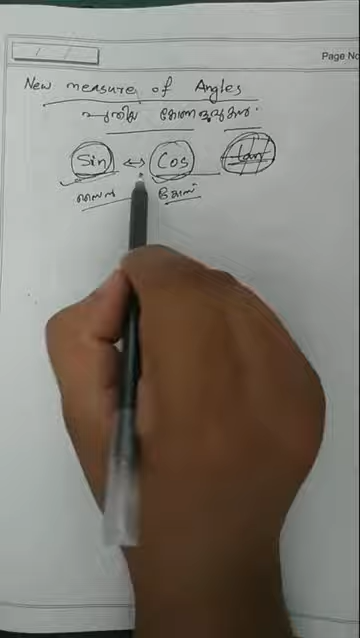 Page No
New measure of Angles
പുതിയ കോണളവുകൾ
Sin ↔ Cos tan
സൈൻ കോസ്